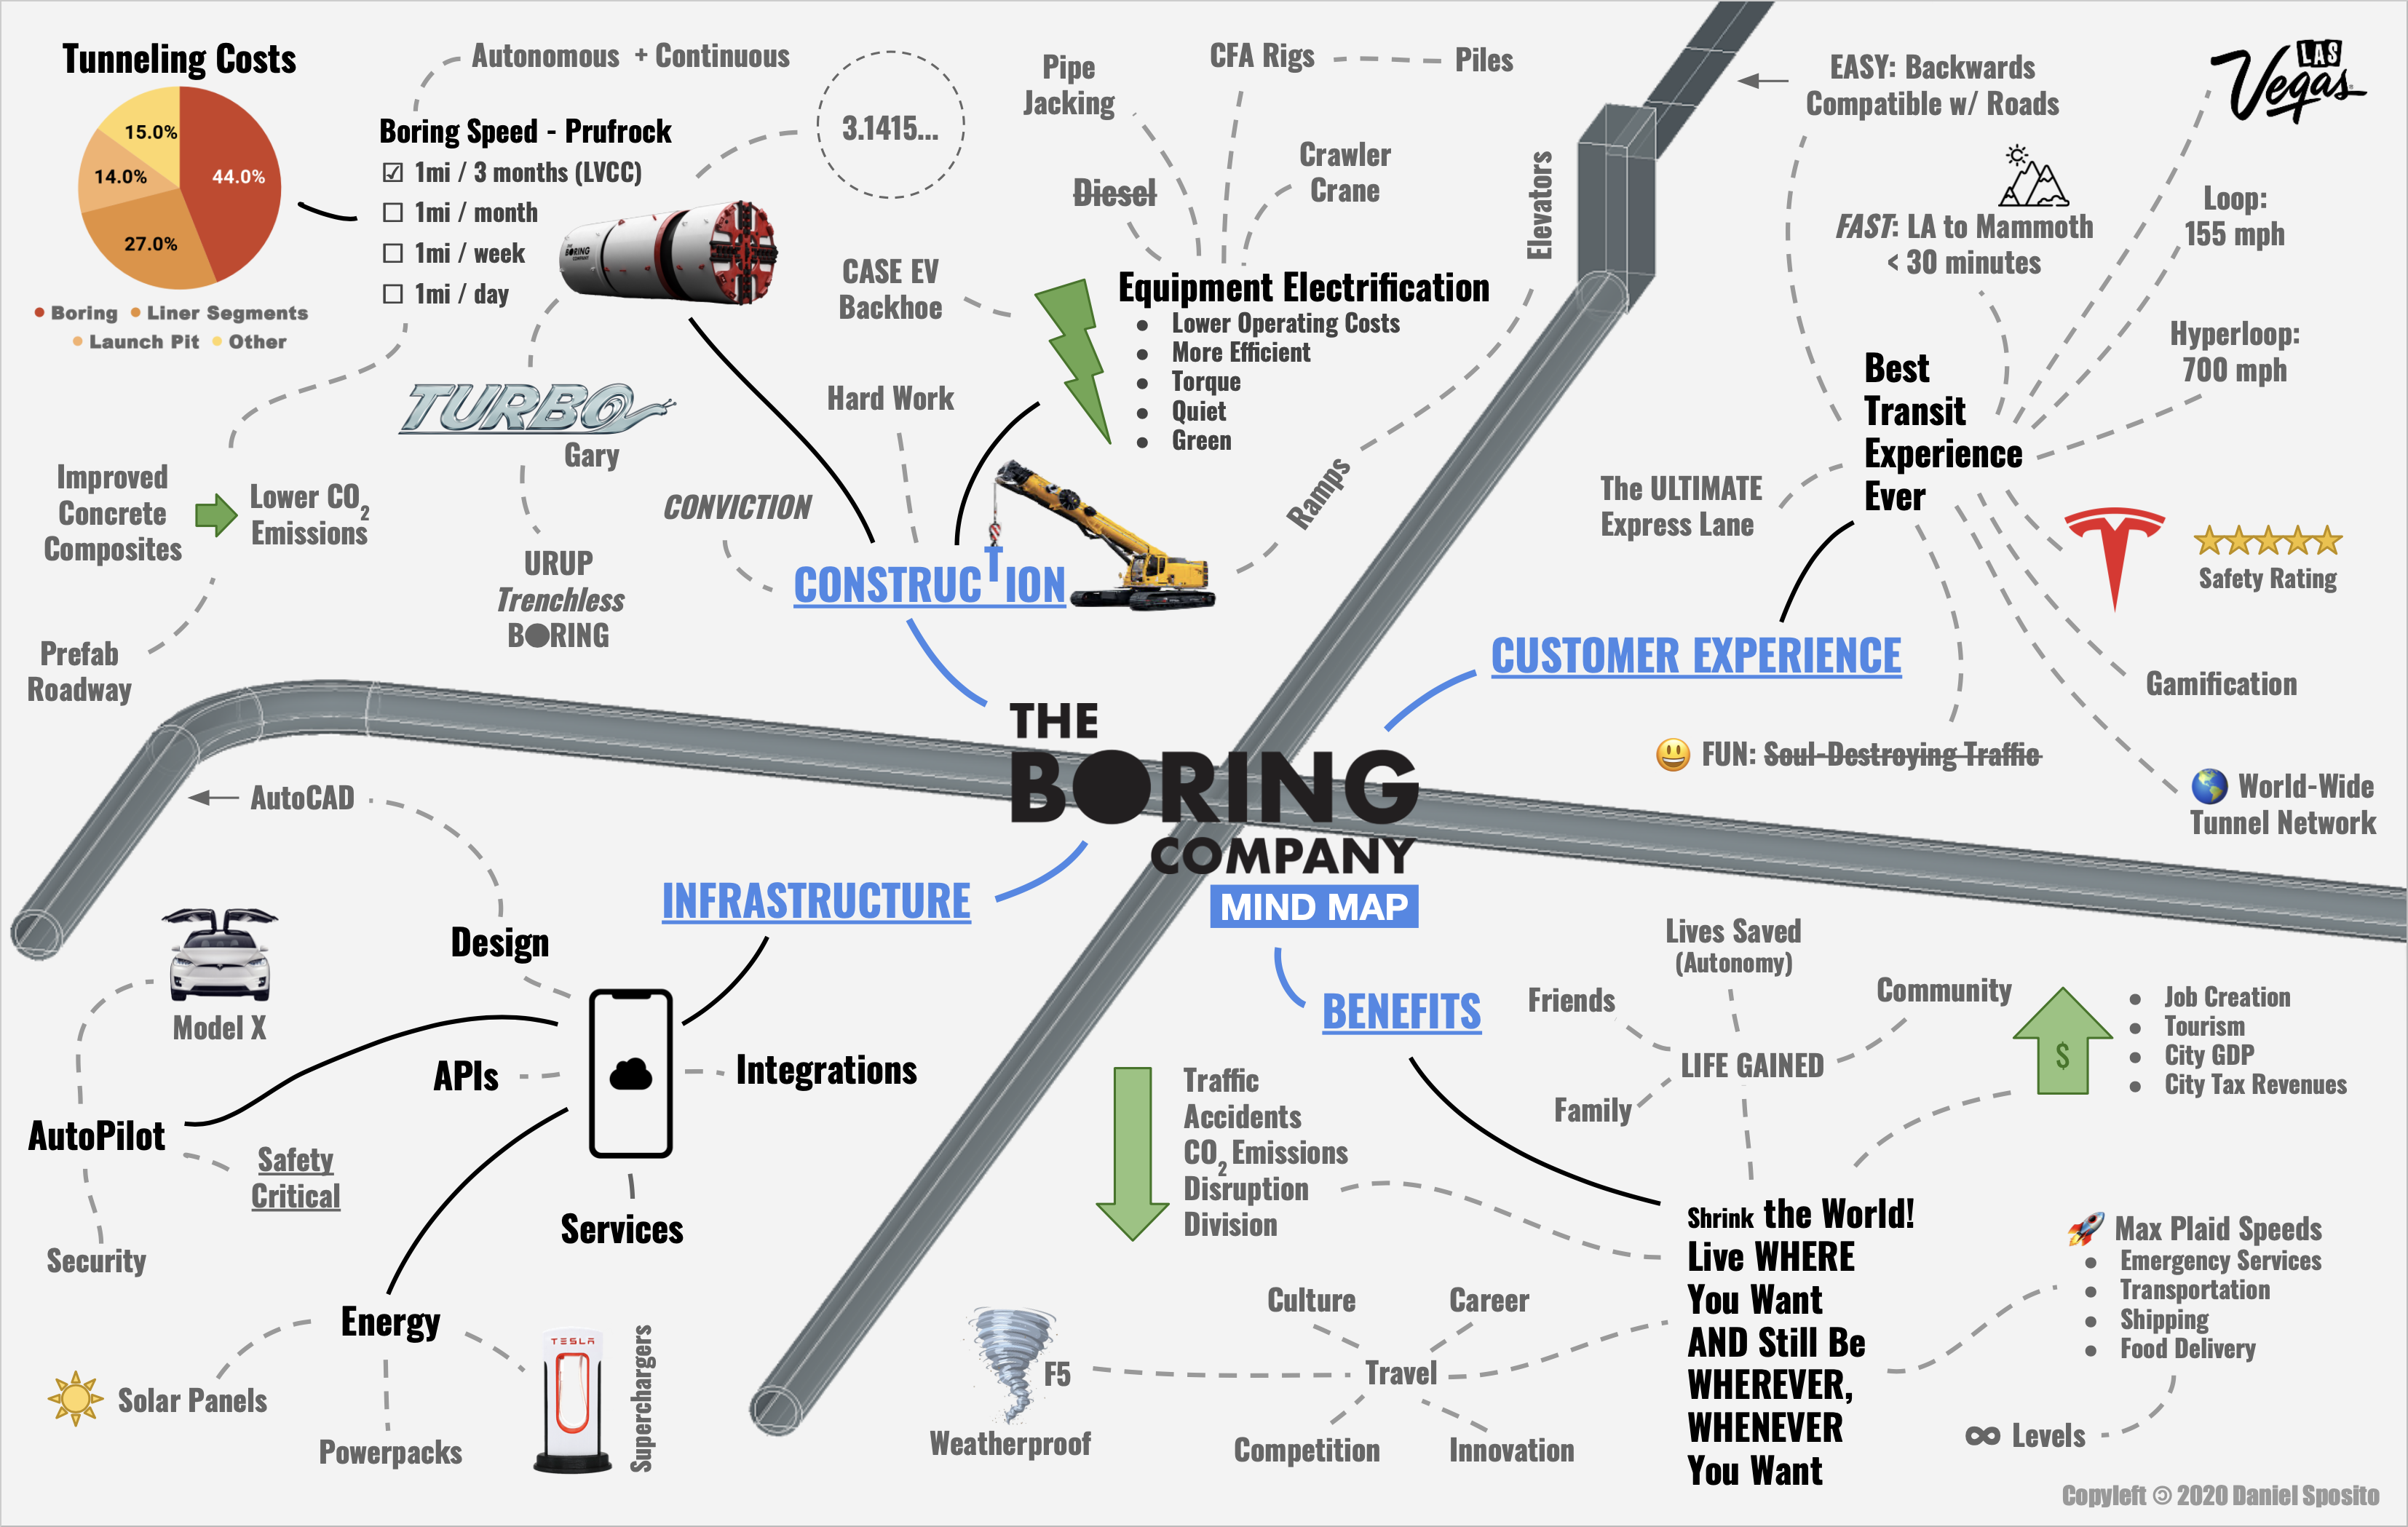 Tunneling Costs
15.0%
14.0%
44.0%
27.0%
Boring
Liner Segments
Launch Pit
Other
Autonomous + Continuous
Boring Speed - Prufrock
☑ 1mi / 3 months (LVCC)
☐ 1mi / month
☐ 1mi / week
☐ 1mi / day
3.1415...
THE
BORING
COMPANY
TURBO
Gary
URUP
Trenchless
BORING
Improved
Concrete
Composites
Lower CO2
Emissions
Prefab
Roadway
Pipe
Jacking
CFA Rigs
Piles
Diesel
Crawler
Crane
CASE EV
Backhoe
Equipment Electrification
• Lower Operating Costs
• More Efficient
• Torque
• Quiet
• Green
Hard Work
CONVICTION
CONSTRUCTION
Elevators
Ramps
EASY: Backwards
Compatible w/ Roads
LAS
Vegas
FAST: LA to Mammoth
< 30 minutes
Loop:
155 mph
Hyperloop:
700 mph
Best
Transit
Experience
Ever
The ULTIMATE
Express Lane
Safety Rating
CUSTOMER EXPERIENCE
Gamification
FUN: Soul-Destroying Traffic
World-Wide
Tunnel Network
THE
BORING
COMPANY
MIND MAP
AutoCAD
INFRASTRUCTURE
Design
Model X
APIs
Integrations
AutoPilot
Safety
Critical
Security
Services
Energy
Solar Panels
Powerpacks
TESLA
Superchargers
BENEFITS
Lives Saved
(Autonomy)
Friends
Community
LIFE GAINED
Family
$
• Job Creation
• Tourism
• City GDP
• City Tax Revenues
Traffic
Accidents
CO2 Emissions
Disruption
Division
Shrink the World!
Live WHERE
You Want
AND Still Be
WHEREVER,
WHENEVER
You Want
Max Plaid Speeds
• Emergency Services
• Transportation
• Shipping
• Food Delivery
∞ Levels
Culture
Career
F5
Travel
Weatherproof
Competition
Innovation
Copyleft 🄯 2020 Daniel Sposito